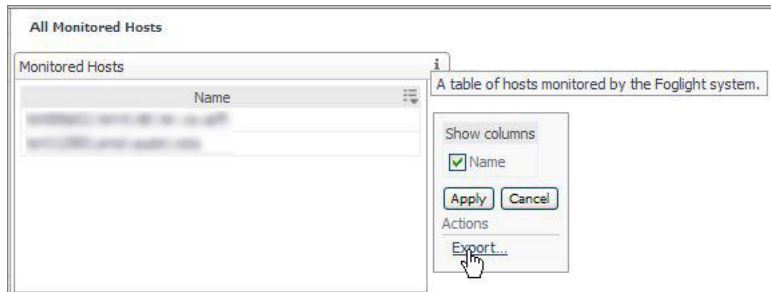 All Monitored Hosts
Monitored Hosts
i
A table of hosts monitored by the Foglight system.
Name
Show columns
Name
Apply Cancel
Actions
Export...